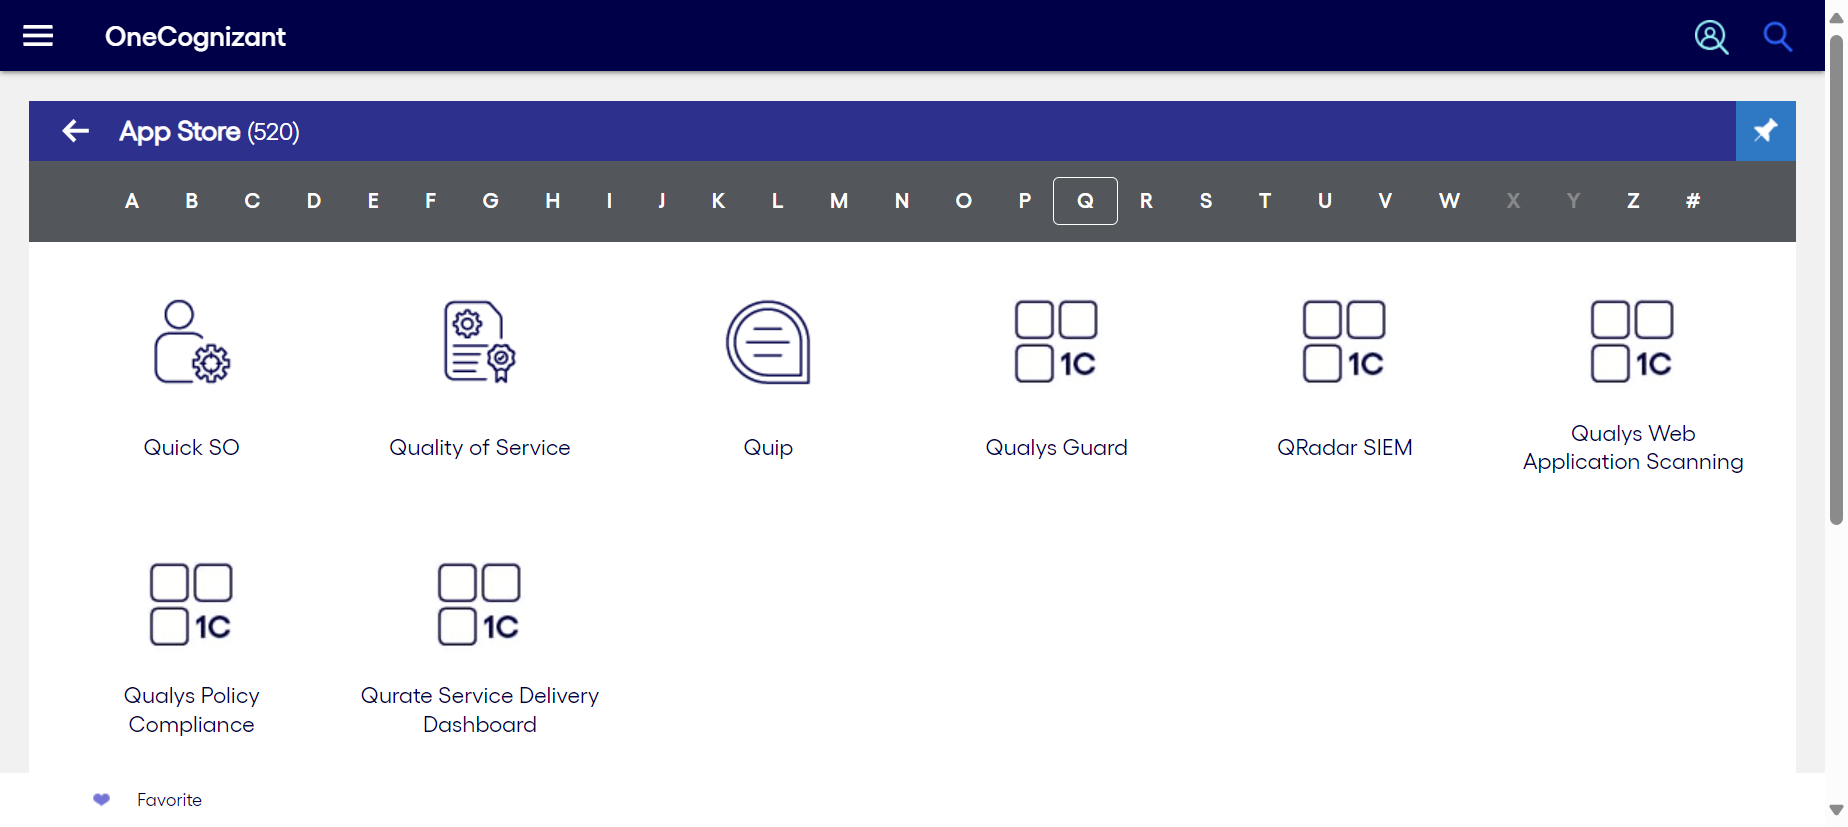 OneCognizant
App Store (520)
A B C D E F G H I J K L M N O P Q R S T U V W X Y Z #
1C 1C 1C
Quick SO Quality of Service Quip Qualys Guard QRadar SIEM Qualys Web Application Scanning
1C 1C
Qualys Policy Compliance Qurate Service Delivery Dashboard
Favorite